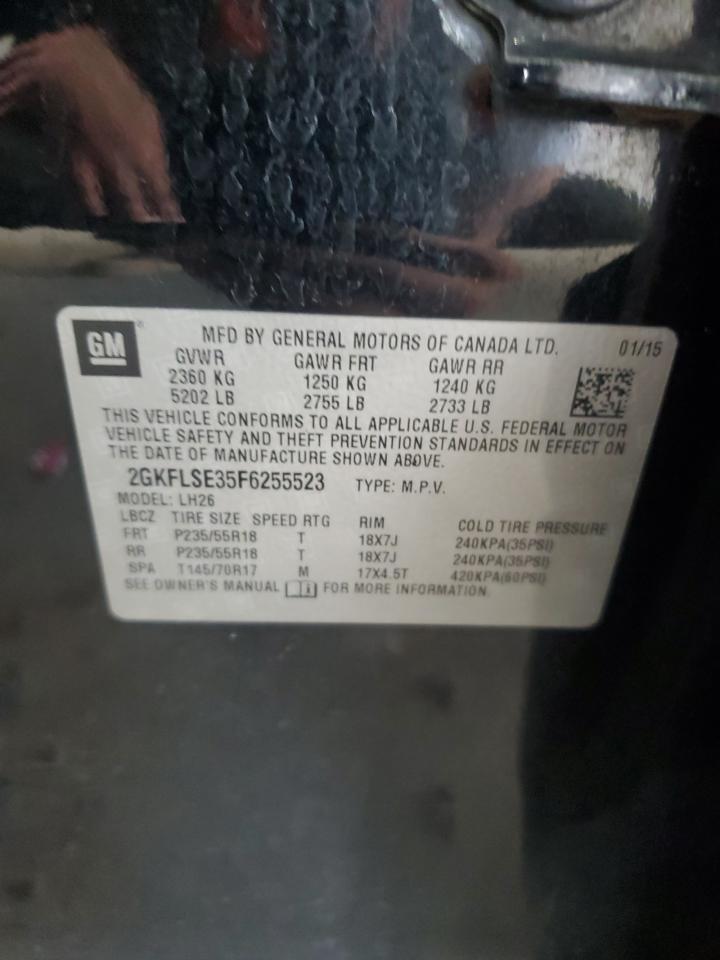 GM
MFD BY GENERAL MOTORS OF CANADA LTD. 01/15
GVWR GAWR FRT GAWR RR
2360 KG 1250 KG 1240 KG
5202 LB 2755 LB 2733 LB
THIS VEHICLE CONFORMS TO ALL APPLICABLE U.S. FEDERAL MOTOR
VEHICLE SAFETY AND THEFT PREVENTION STANDARDS IN EFFECT ON
THE DATE OF MANUFACTURE SHOWN ABOVE.
2GKFLSE35F6255523 TYPE: M.P.V.
MODEL: LH26
LBCZ TIRE SIZE SPEED RTG RIM COLD TIRE PRESSURE
FRT P235/55R18 T 18X7J 240KPA(35PSI)
RR P235/55R18 T 18X7J 240KPA(35PSI)
SPA T145/70R17 M 17X4.5T 420KPA(60PSI)
SEE OWNER'S MANUAL FOR MORE INFORMATION.